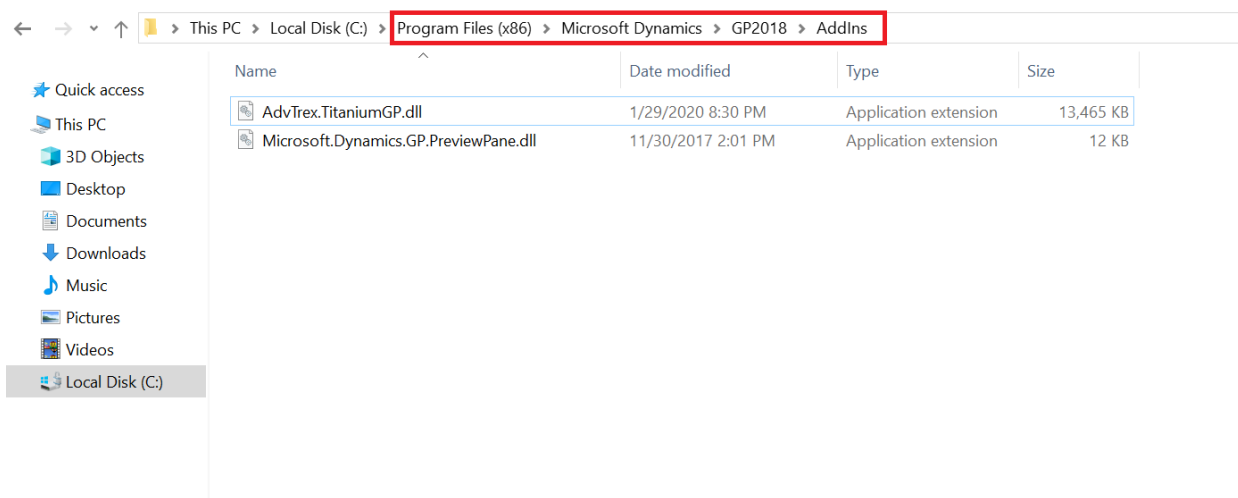 This PC > Local Disk (C:) > Program Files (x86) > Microsoft Dynamics > GP2018 > AddIns
Name Date modified Type Size
Quick access
This PC
3D Objects
Desktop
Documents
Downloads
Music
Pictures
Videos
Local Disk (C:)
AdvTrex.TitaniumGP.dll 1/29/2020 8:30 PM Application extension 13,465 KB
Microsoft.Dynamics.GP.PreviewPane.dll 11/30/2017 2:01 PM Application extension 12 KB